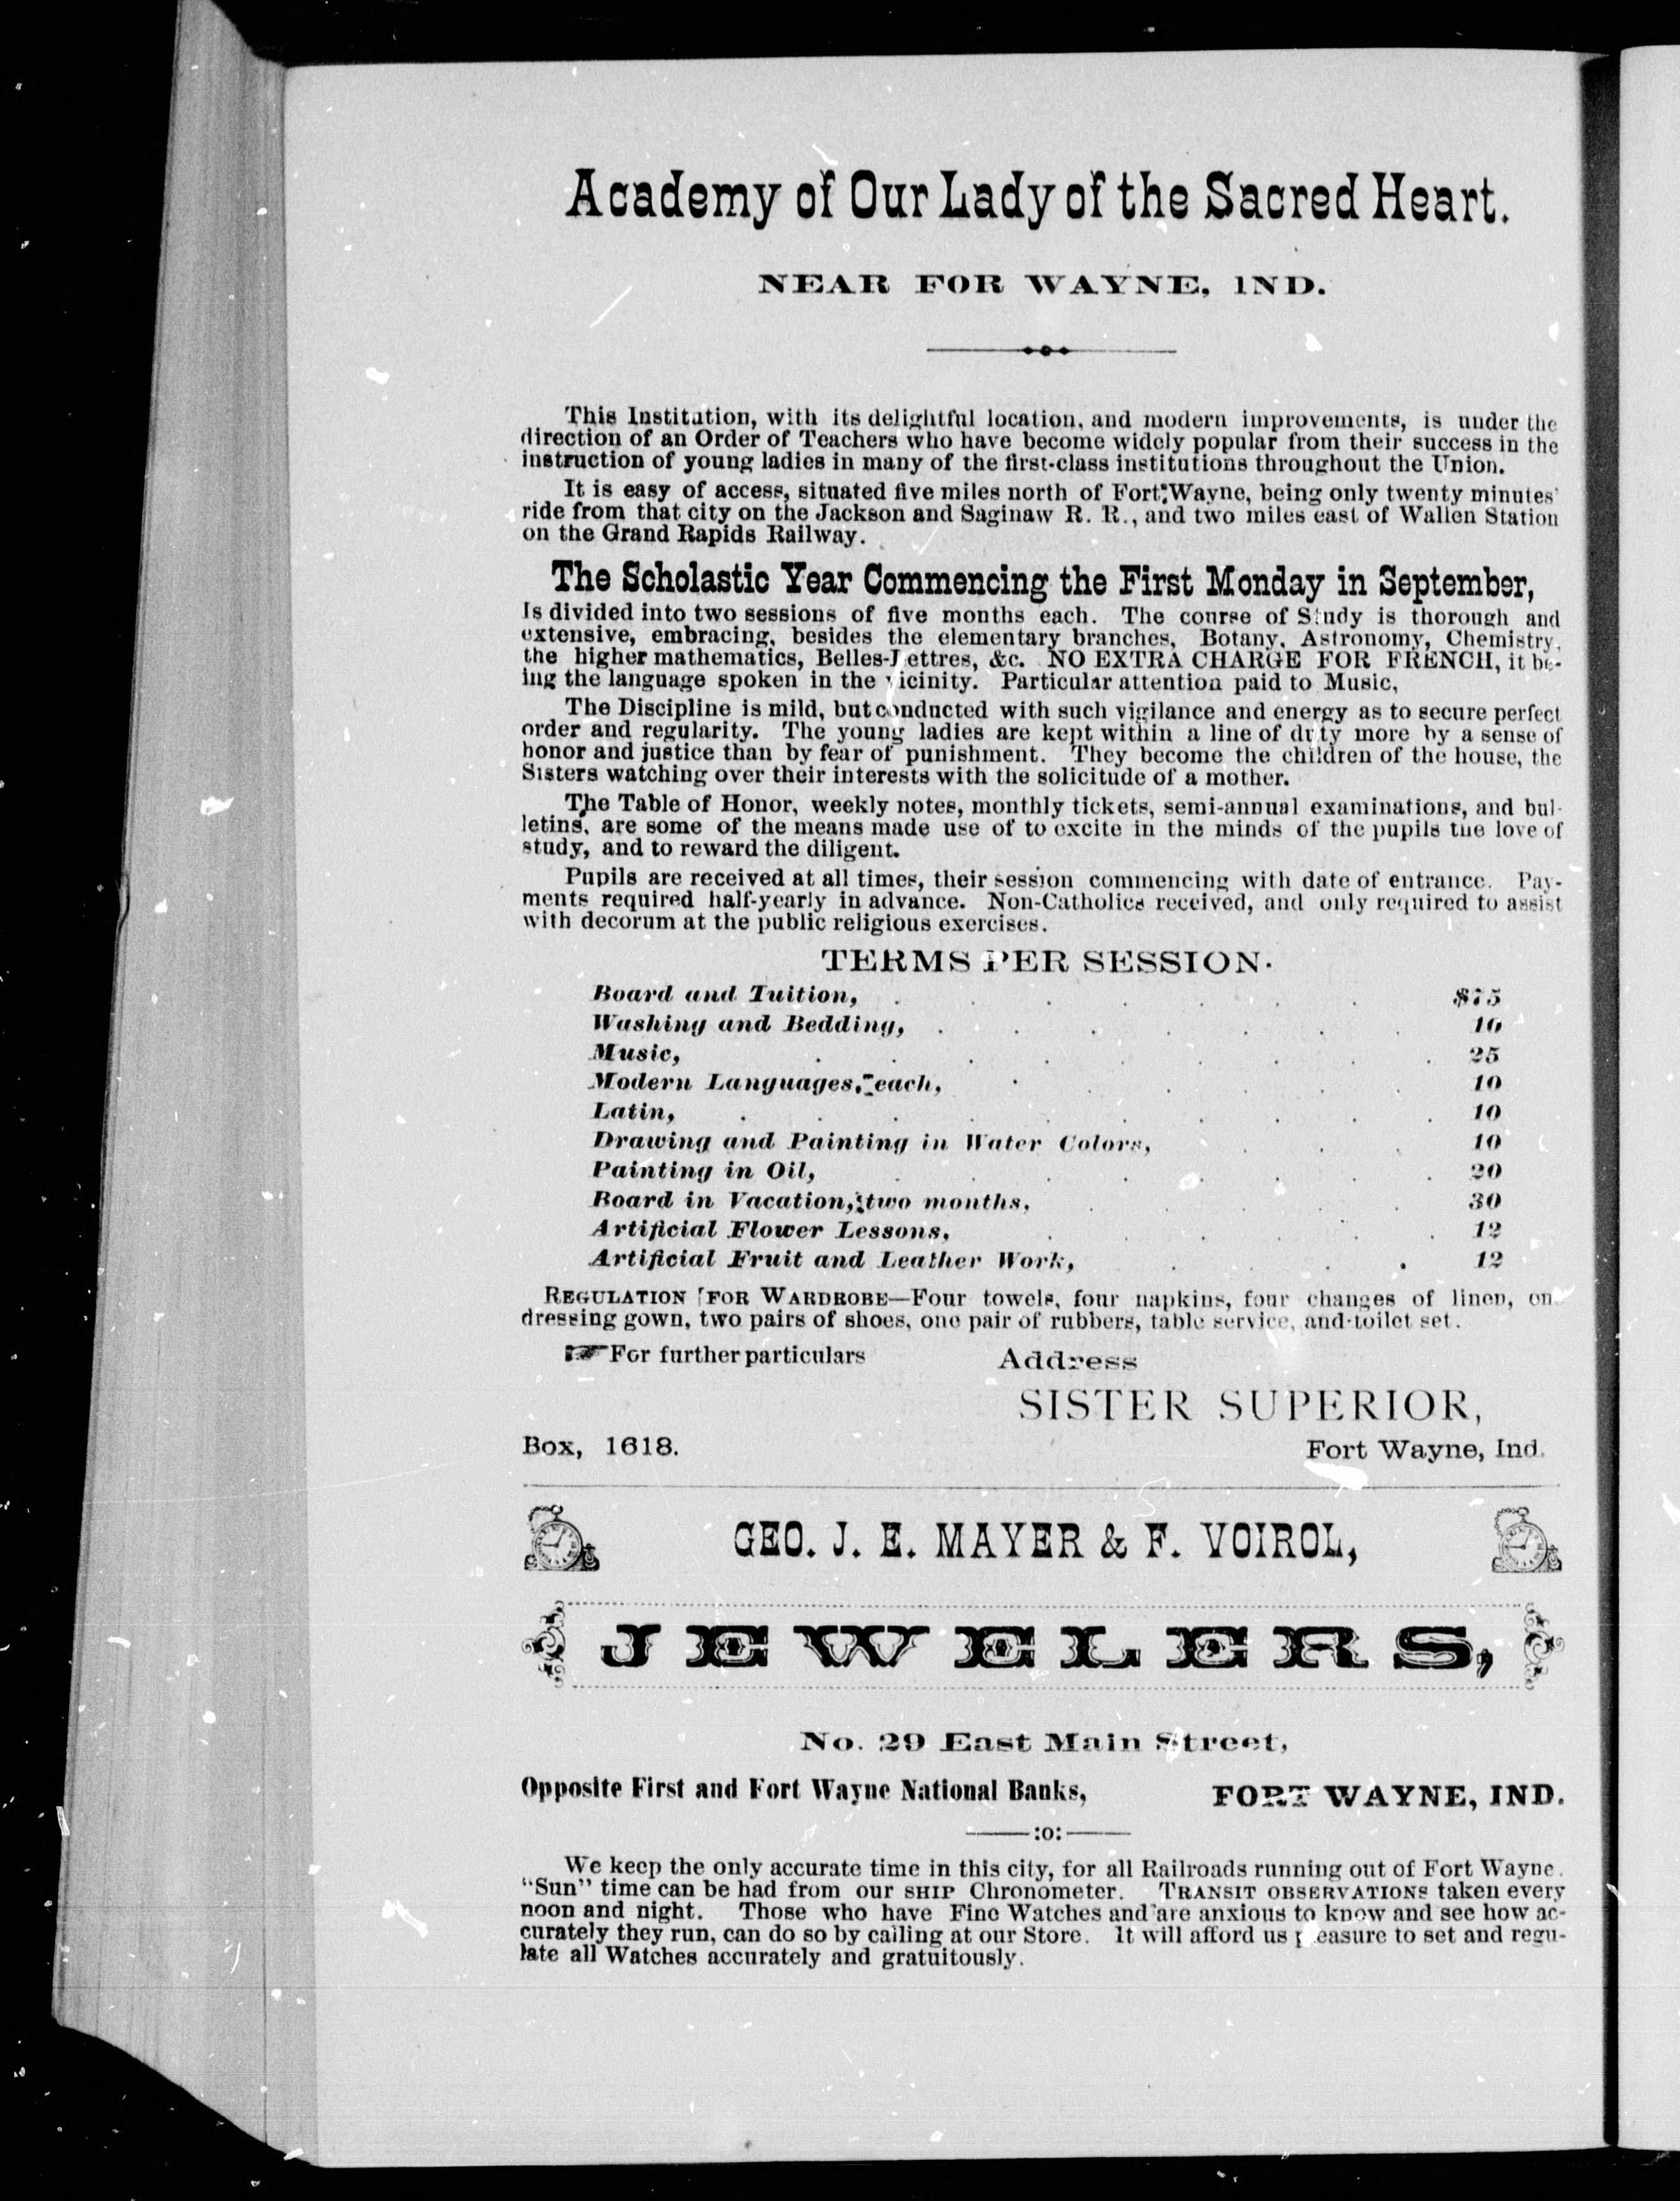 Academy of Our Lady of the Sacred Heart.
NEAR FOR WAYNE, IND.
This Institution, with its delightful location, and modern improvements, is under the
direction of an Order of Teachers who have become widely popular from their success in the
instruction of young ladies in many of the first-class institutions throughout the Union.
It is easy of access, situated five miles north of Fort Wayne, being only twenty minutes'
ride from that city on the Jackson and Saginaw R. R., and two miles east of Wallen Station
on the Grand Rapids Railway.
The Scholastic Year Commencing the First Monday in September,
Is divided into two sessions of five months each. The course of Study is thorough and
extensive, embracing, besides the elementary branches, Botany, Astronomy, Chemistry,
the higher mathematics, Belles-Lettres, &c. NO EXTRA CHARGE FOR FRENCH, it be-
ing the language spoken in the vicinity. Particular attention paid to Music,
The Discipline is mild, but conducted with such vigilance and energy as to secure perfect
order and regularity. The young ladies are kept within a line of duty more by a sense of
honor and justice than by fear of punishment. They become the children of the house, the
Sisters watching over their interests with the solicitude of a mother.
The Table of Honor, weekly notes, monthly tickets, semi-annual examinations, and bul-
letins, are some of the means made use of to excite in the minds of the pupils the love of
study, and to reward the diligent.
Pupils are received at all times, their session commencing with date of entrance. Pay-
ments required half-yearly in advance. Non-Catholics received, and only required to assist
with decorum at the public religious exercises.
TERMS PER SESSION.
Board and Tuition, $75
Washing and Bedding, 10
Music, 25
Modern Languages, each, 10
Latin, 10
Drawing and Painting in Water Colors, 10
Painting in Oil, 20
Board in Vacation, two months, 30
Artificial Flower Lessons, 12
Artificial Fruit and Leather Work, 12
REGULATION FOR WARDROBE—Four towels, four napkins, four changes of linen, one
dressing gown, two pairs of shoes, one pair of rubbers, table service, and toilet set.
☞For further particulars Address
SISTER SUPERIOR,
Box, 1618. Fort Wayne, Ind.
GEO. J. E. MAYER & F. VOIROL,
JEWELERS,
No. 29 East Main Street,
Opposite First and Fort Wayne National Banks, FORT WAYNE, IND.
:o:
We keep the only accurate time in this city, for all Railroads running out of Fort Wayne.
"Sun" time can be had from our SHIP Chronometer. TRANSIT OBSERVATIONS taken every
noon and night. Those who have Fine Watches and are anxious to know and see how ac-
curately they run, can do so by calling at our Store. It will afford us pleasure to set and regu-
late all Watches accurately and gratuitously.